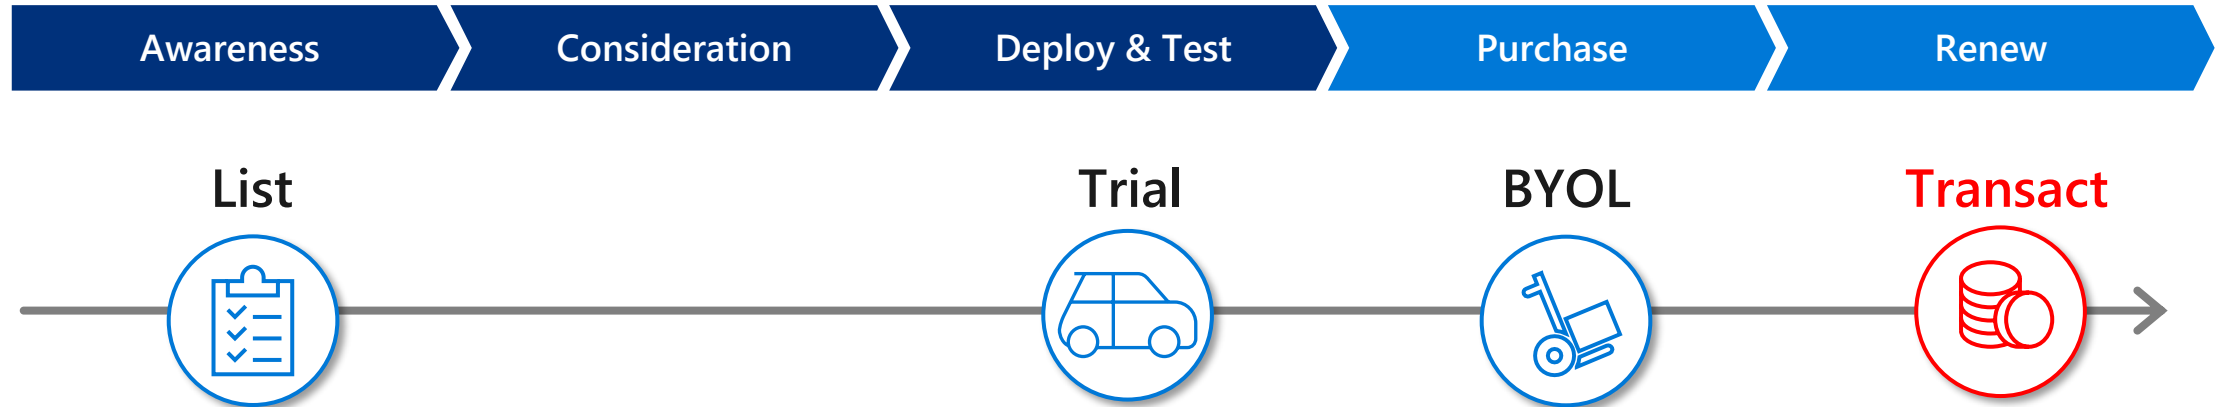 Awareness
Consideration
Deploy & Test
Purchase
Renew
List
Trial
BYOL
Transact